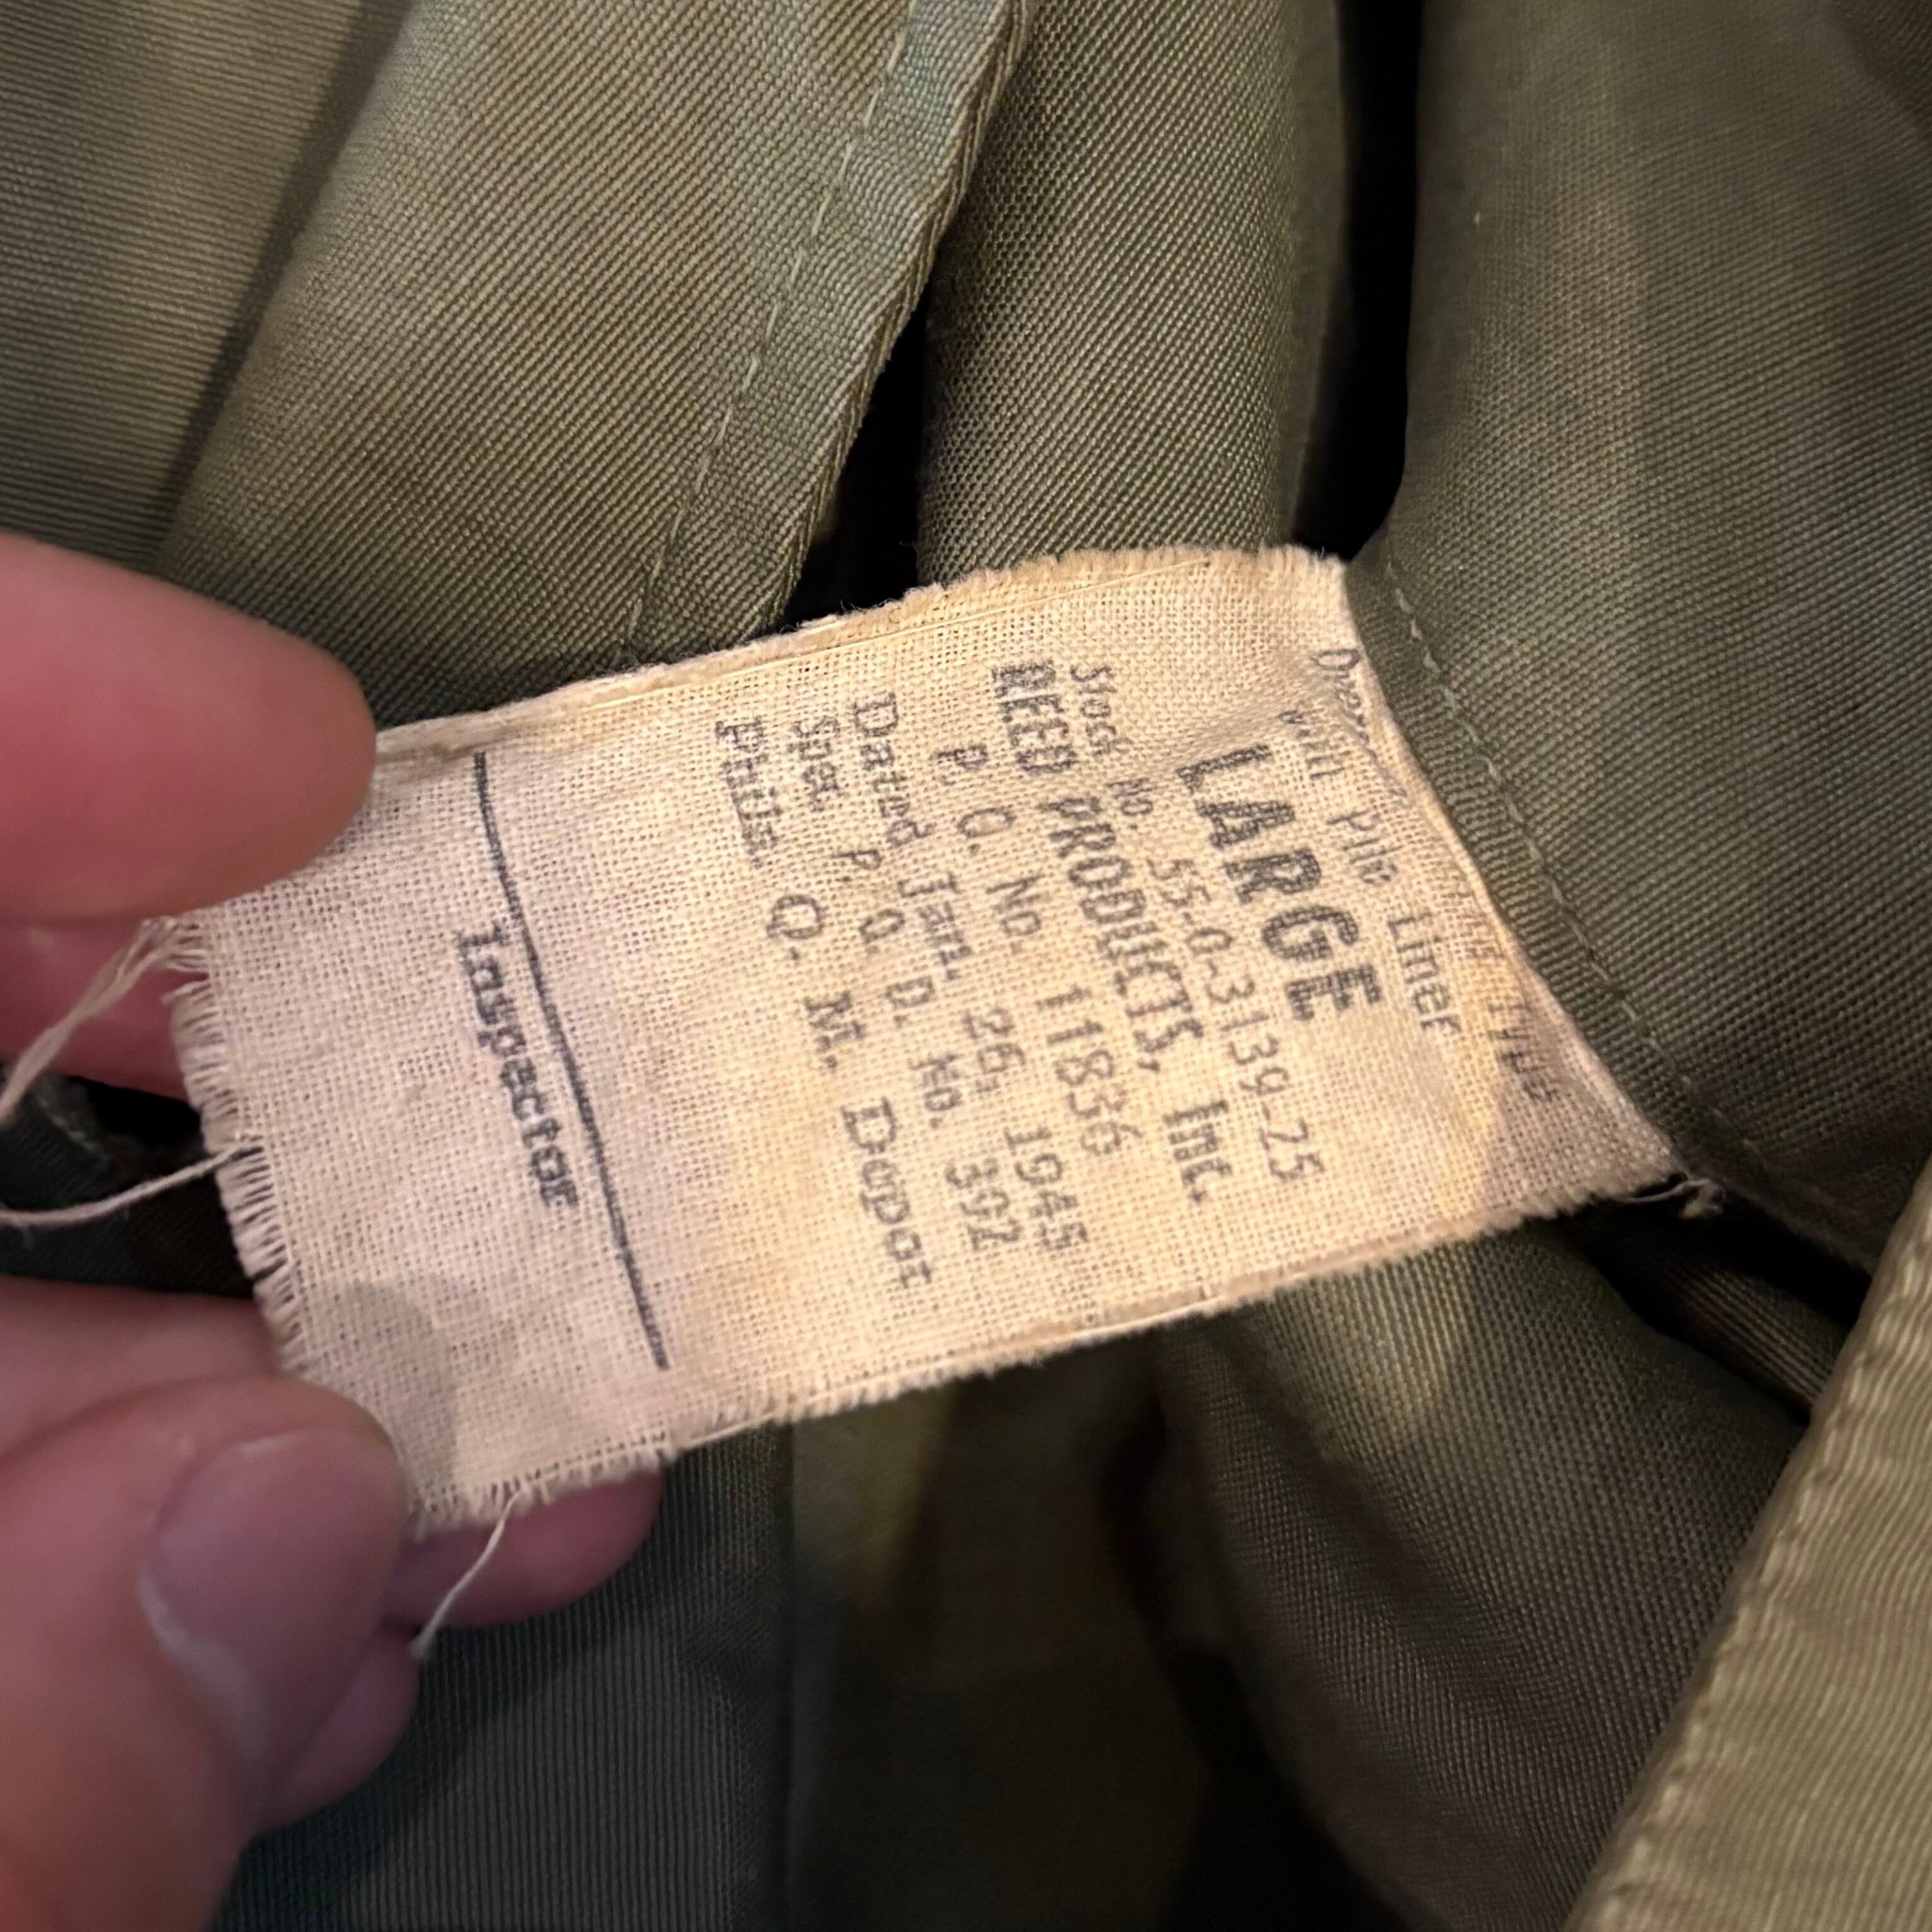 with Pile Liner
LARGE
Stock No. 55-O-3139-25
REED PRODUCTS, Inc.
P. O. No. 11836
Dated Jan. 26, 1945
Spec. P. Q. D. No. 392
Phila. Q. M. Depot
Inspector